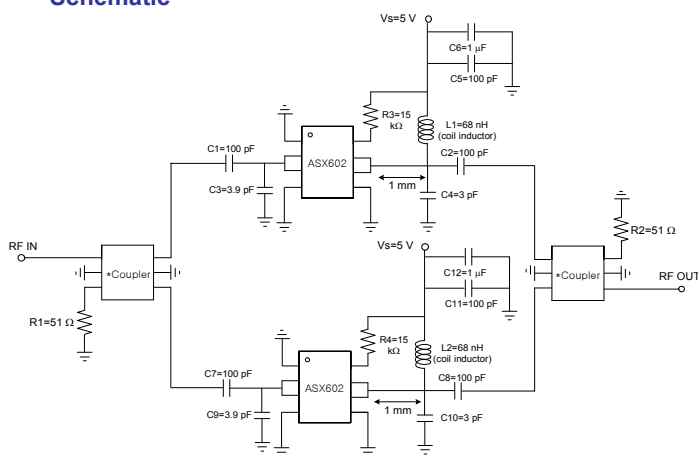 Schematic
Vs=5 V
C6=1 µF
C5=100 pF
R3=15
kΩ
L1=68 nH
(coil inductor)
C1=100 pF
ASX602
C2=100 pF
C3=3.9 pF
1 mm
C4=3 pF
RF IN
*Coupler
R1=51 Ω
R2=51 Ω
*Coupler
RF OUT
Vs=5 V
C12=1 µF
C11=100 pF
R4=15
kΩ
L2=68 nH
(coil inductor)
C7=100 pF
ASX602
C8=100 pF
C9=3.9 pF
1 mm
C10=3 pF